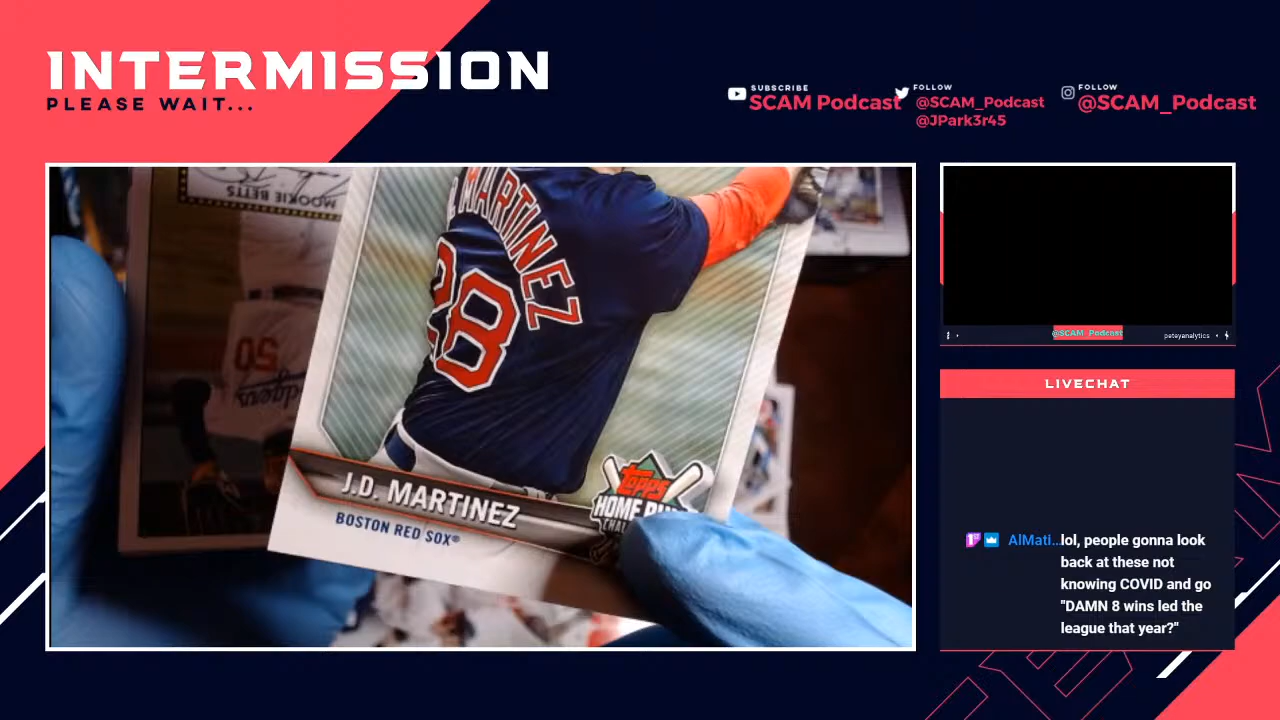 INTERMISSION
PLEASE WAIT...
SUBSCRIBE
SCAM Podcast
FOLLOW
@SCAM_Podcast
@JPark3r45
FOLLOW
@SCAM_Podcast
MOOKIE BETTS
50
Dodgers
MARTINEZ
28
J.D. MARTINEZ
BOSTON RED SOX®
topps
HOME RUN
@SCAM_Podcast
peteyanalytics
LIVECHAT
AlMati...lol, people gonna look
back at these not
knowing COVID and go
"DAMN 8 wins led the
league that year?"